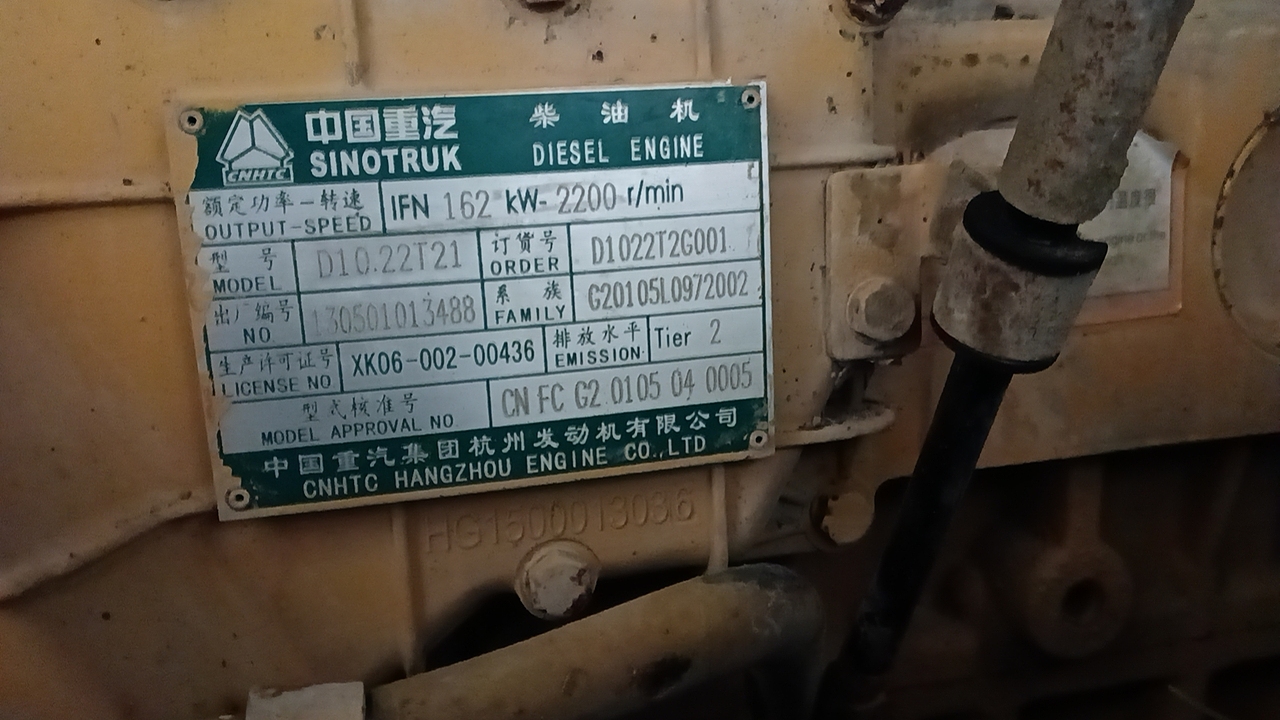 中国重汽 柴油机
CNHTC SINOTRUK DIESEL ENGINE
额定功率-转速 IFN 162 kW- 2200 r/min
OUTPUT-SPEED
型号 D10.22T21 订货号 D1022T2G001
MODEL ORDER
出厂编号 130501013488 系族 G20105L0972002
NO FAMILY
生产许可证号 XK06-002-00436 排放水平 Tier 2
LICENSE NO EMISSION
型式核准号 CN FC G2 0105 04 0005
MODEL APPROVAL NO
中国重汽集团杭州发动机有限公司
CNHTC HANGZHOU ENGINE CO.,LTD
HG1500013036